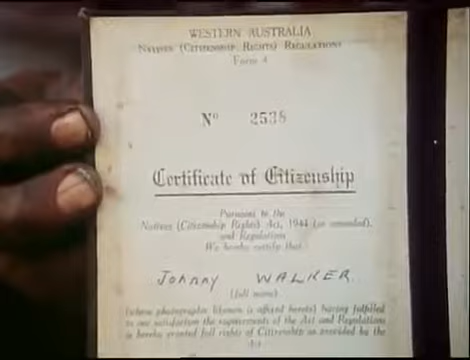 WESTERN AUSTRALIA
NATIVES (CITIZENSHIP RIGHTS) REGULATIONS
Form 4
No 2538
Certificate of Citizenship
Pursuant to the
Natives (Citizenship Rights) Act, 1944 (as amended),
and Regulations
We hereby certify that
JOHNNY WALKER
(full name)
(whose photographic likeness is affixed hereto) having fulfilled
to our satisfaction the requirements of the Act and Regulations
is hereby granted full rights of Citizenship as provided by the
Act.